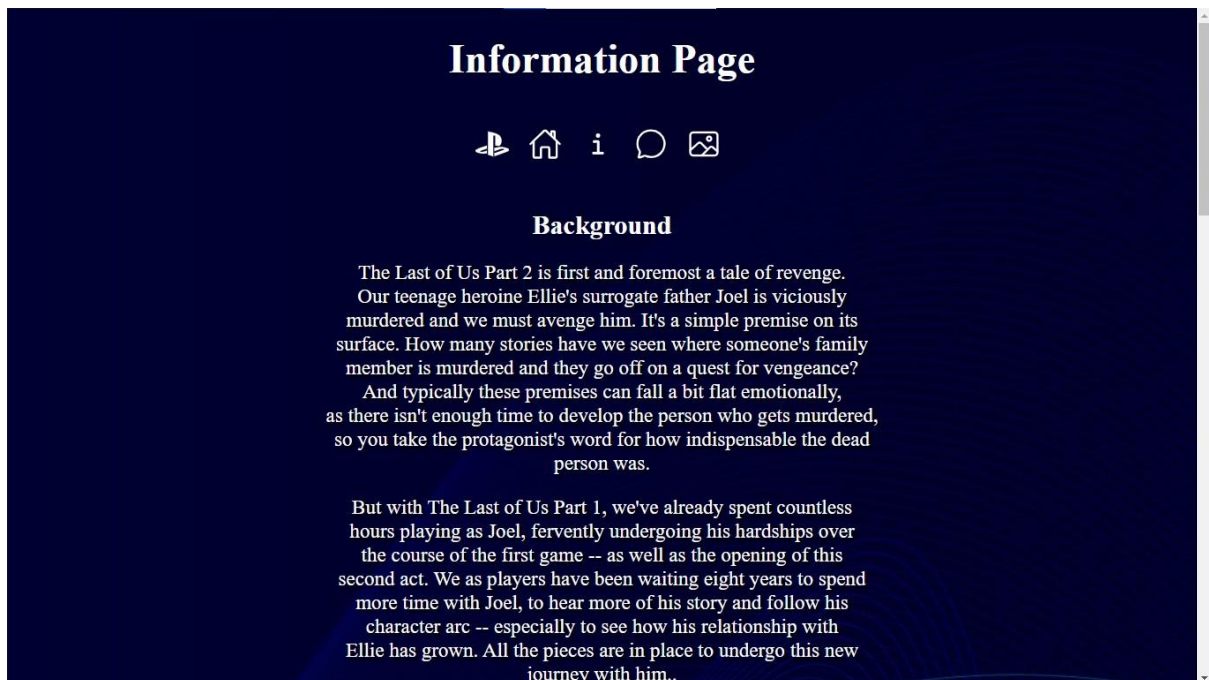 Information Page
i
Background
The Last of Us Part 2 is first and foremost a tale of revenge.
Our teenage heroine Ellie's surrogate father Joel is viciously
murdered and we must avenge him. It's a simple premise on its
surface. How many stories have we seen where someone's family
member is murdered and they go off on a quest for vengeance?
And typically these premises can fall a bit flat emotionally,
as there isn't enough time to develop the person who gets murdered,
so you take the protagonist's word for how indispensable the dead
person was.
But with The Last of Us Part 1, we've already spent countless
hours playing as Joel, fervently undergoing his hardships over
the course of the first game -- as well as the opening of this
second act. We as players have been waiting eight years to spend
more time with Joel, to hear more of his story and follow his
character arc -- especially to see how his relationship with
Ellie has grown. All the pieces are in place to undergo this new
journey with him..